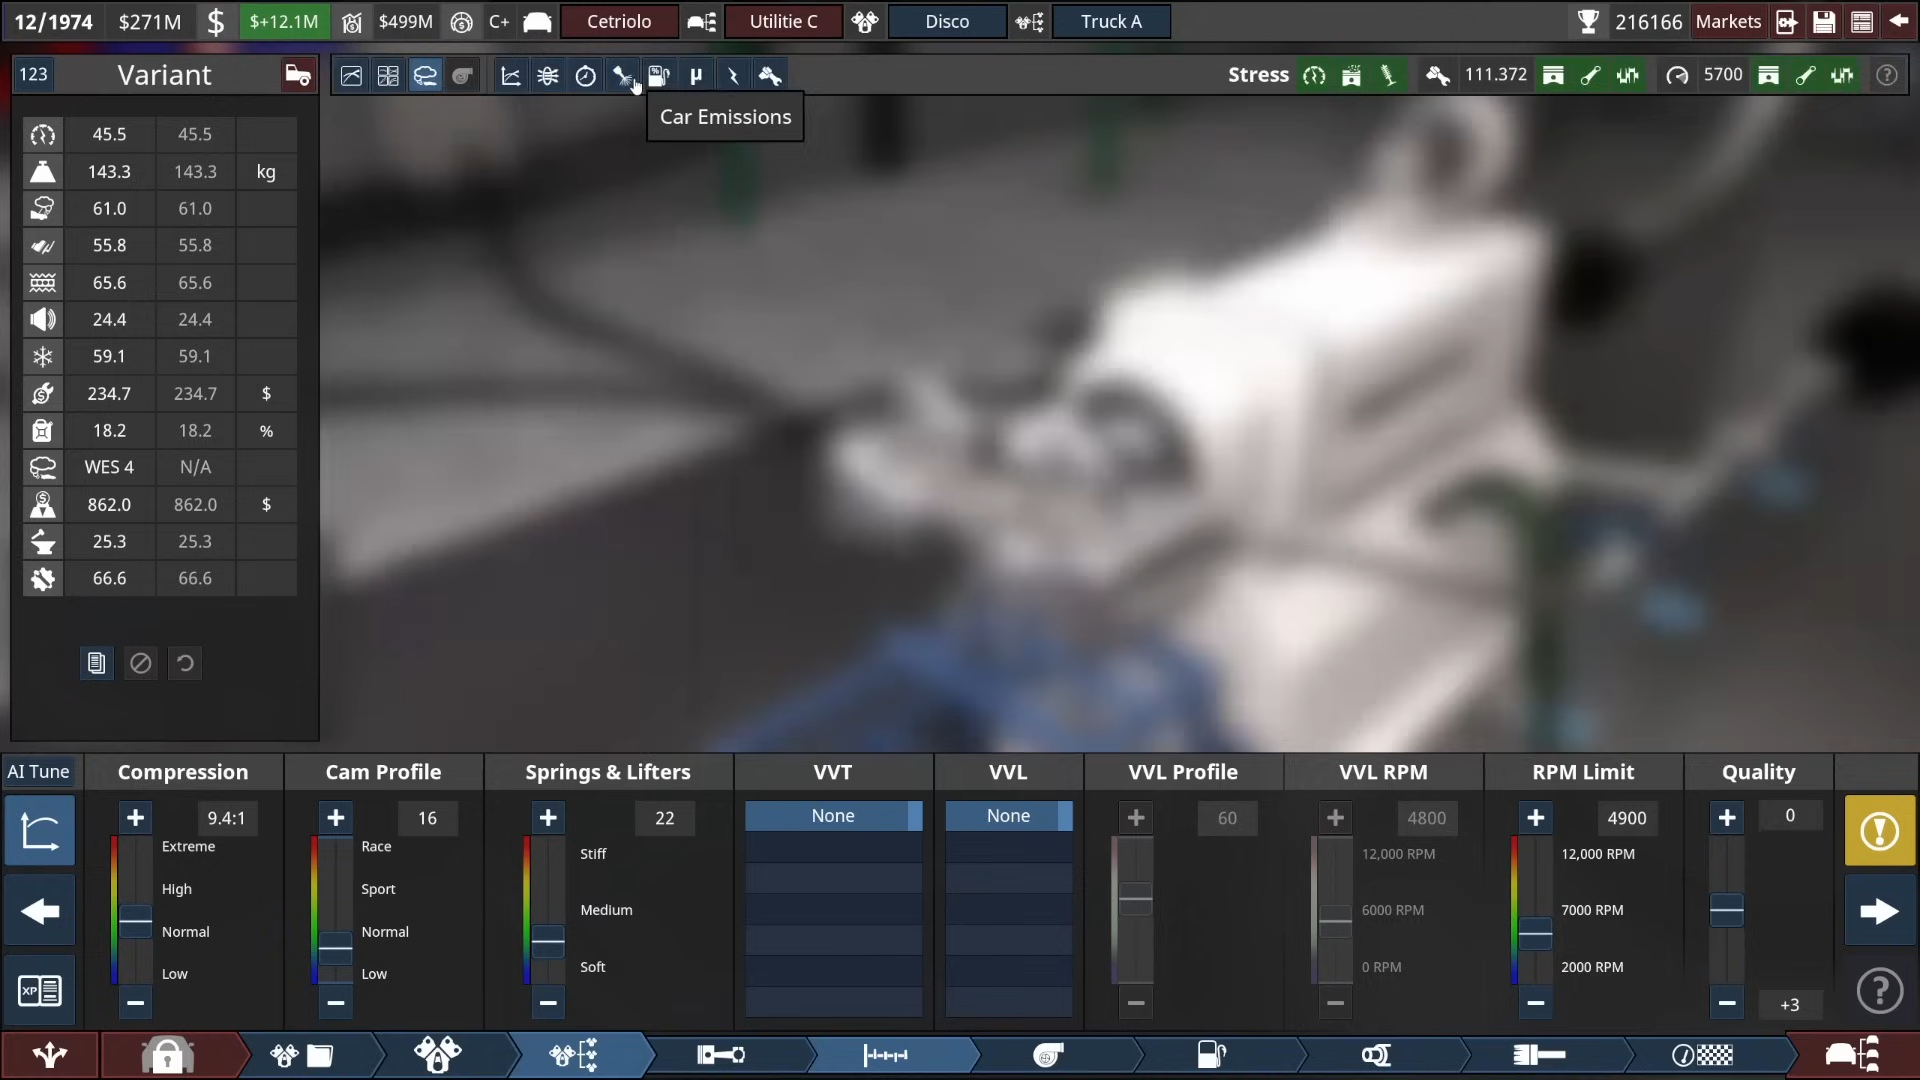 12/1974 $271M $+12.1M $499M C+ Cetriolo Utilitie C Disco Truck A 216166 Markets
123 Variant Stress 111.372 5700
Car Emissions
45.5 45.5
143.3 143.3 kg
61.0 61.0
55.8 55.8
65.6 65.6
24.4 24.4
59.1 59.1
234.7 234.7 $
18.2 18.2 %
WES 4 N/A
862.0 862.0 $
25.3 25.3
66.6 66.6
AI Tune Compression Cam Profile Springs & Lifters VVT VVL VVL Profile VVL RPM RPM Limit Quality
9.4:1 16 22 None None 60 4800 4900 0
Extreme Race Stiff 12,000 RPM 12,000 RPM
High Sport Medium 6000 RPM 7000 RPM
Normal Normal
Low Low Soft 0 RPM 2000 RPM
XP +3